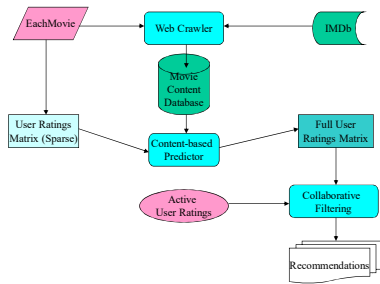 EachMovie
Web Crawler
IMDb
Movie
Content
Database
User Ratings
Matrix (Sparse)
Content-based
Predictor
Full User
Ratings Matrix
Active
User Ratings
Collaborative
Filtering
Recommendations